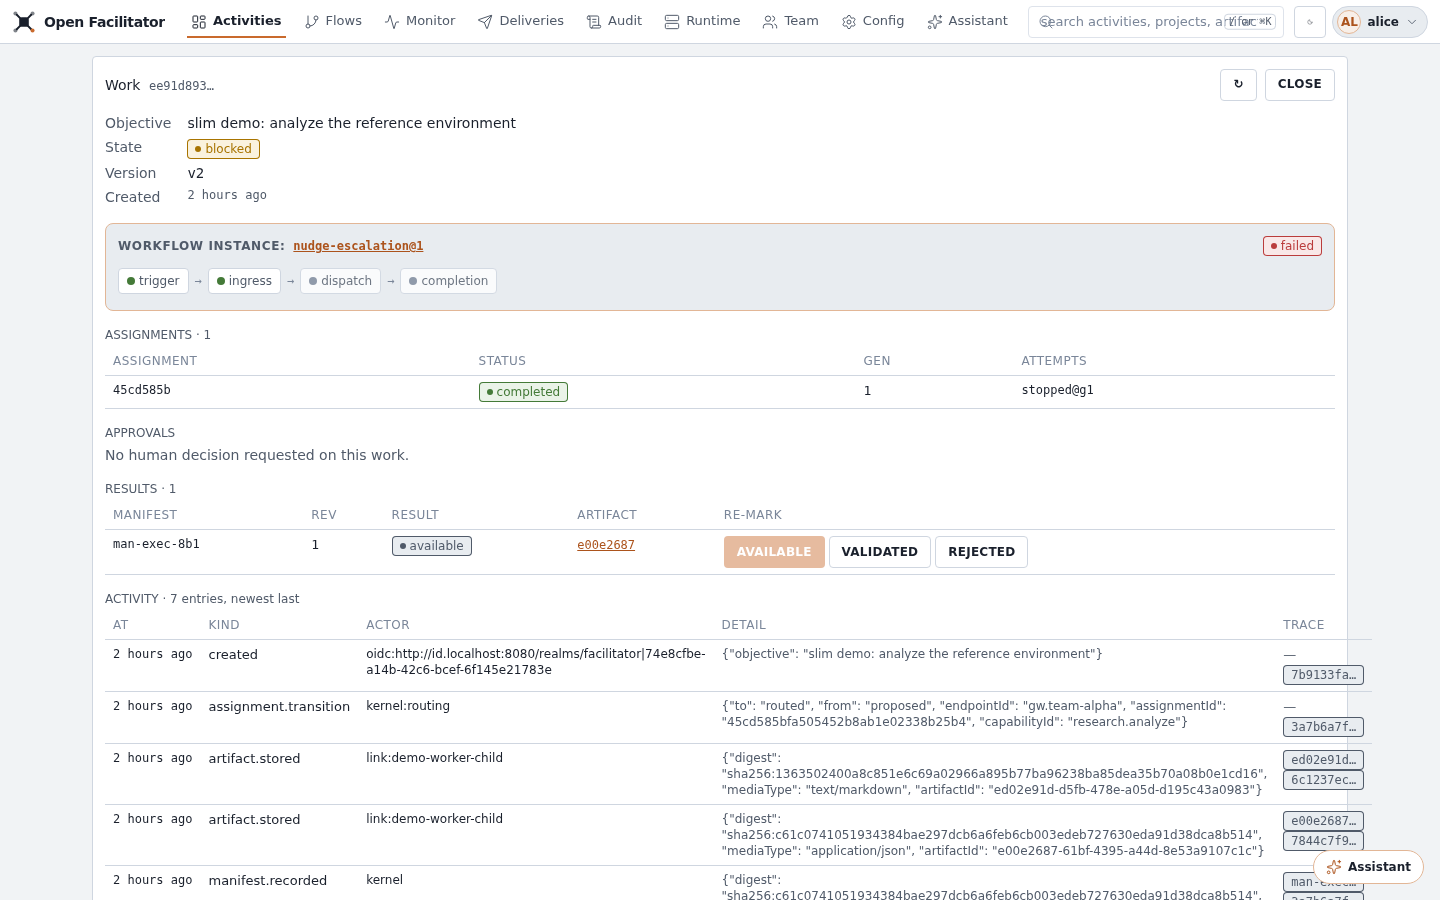 Open Facilitator Activities Flows Monitor Deliveries Audit Runtime Team Config Assistant Search activities, projects, AL alice
Work ee91d893… ↻ CLOSE
Objective slim demo: analyze the reference environment
State blocked
Version v2
Created 2 hours ago
WORKFLOW INSTANCE: nudge-escalation@1 failed
trigger → ingress → dispatch → completion
ASSIGNMENTS · 1
ASSIGNMENT STATUS GEN ATTEMPTS
45cd585b completed 1 stopped@g1
APPROVALS
No human decision requested on this work.
RESULTS · 1
MANIFEST REV RESULT ARTIFACT RE-MARK
man-exec-8b1 1 available e00e2687 AVAILABLE VALIDATED REJECTED
ACTIVITY · 7 entries, newest last
AT KIND ACTOR DETAIL TRACE
2 hours ago created oidc:http://id.localhost:8080/realms/facilitator|74e8cfbe- {"objective": "slim demo: analyze the reference environment"} —
a14b-42c6-bcef-6f145e21783e 7b9133fa…
2 hours ago assignment.transition kernel:routing {"to": "routed", "from": "proposed", "endpointId": "gw.team-alpha", "assignmentId": —
"45cd585bfa505452b8ab1e02338b25b4", "capabilityId": "research.analyze"} 3a7b6a7f…
2 hours ago artifact.stored link:demo-worker-child {"digest": ed02e91d…
"sha256:1363502400a8c851e6c69a02966a895b77ba96238ba85dea35b70a08b0e1cd16", 6c1237ec…
"mediaType": "text/markdown", "artifactId": "ed02e91d-d5fb-478e-a05d-d195c43a0983"}
2 hours ago artifact.stored link:demo-worker-child {"digest": e00e2687…
"sha256:c61c0741051934384bae297dcb6a6feb6cb003edeb727630eda91d38dca8b514", 7844c7f9…
"mediaType": "application/json", "artifactId": "e00e2687-61bf-4395-a44d-8e53a9107c1c"}
Assistant
2 hours ago manifest.recorded kernel {"digest":
"sha256:c61c0741051934384bae297dcb6a6feb6cb003edeb727630eda91d38dca8b514",